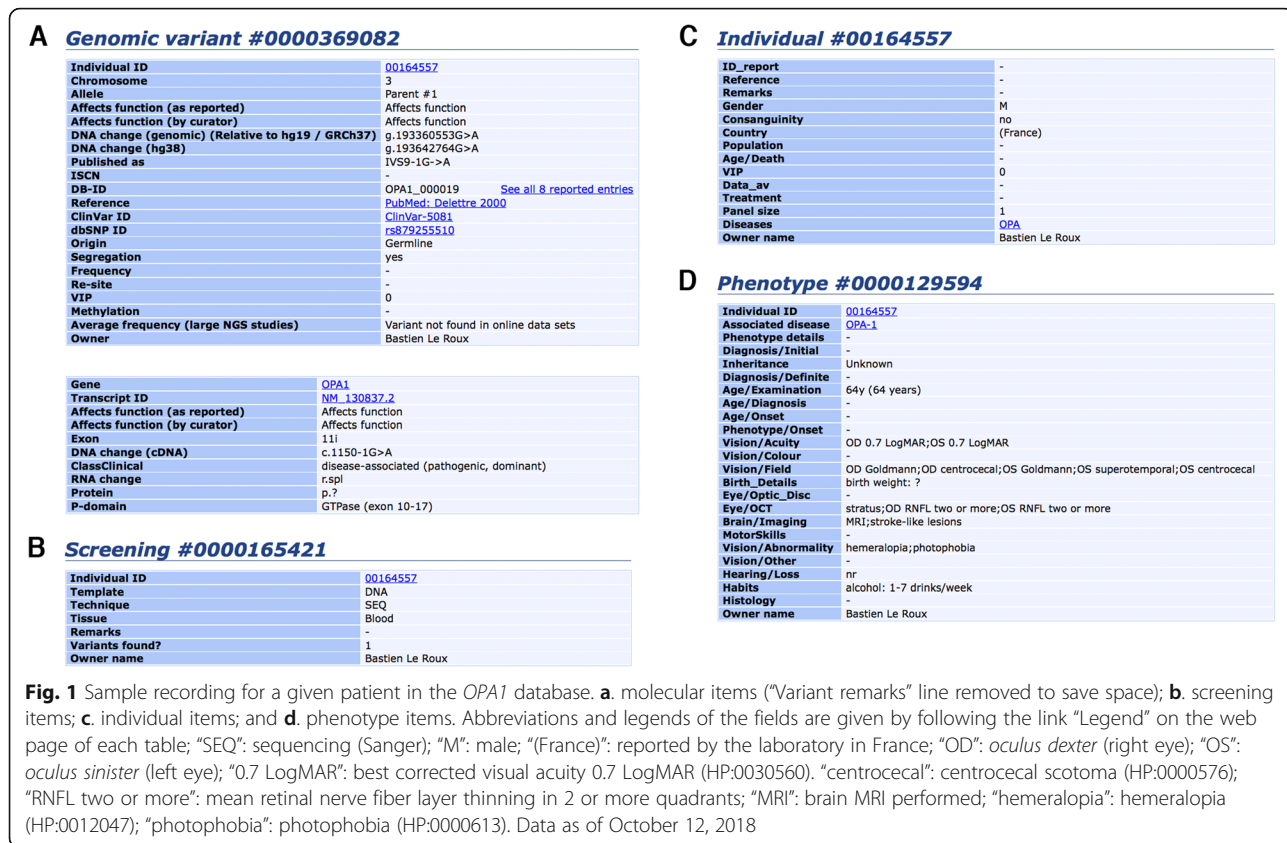 A Genomic variant #0000369082
Individual ID 00164557
Chromosome 3
Allele Parent #1
Affects function (as reported) Affects function
Affects function (by curator) Affects function
DNA change (genomic) (Relative to hg19 / GRCh37) g.193360553G>A
DNA change (hg38) g.193642764G>A
Published as IVS9-1G->A
ISCN -
DB-ID OPA1_000019 See all 8 reported entries
Reference PubMed: Delettre 2000
ClinVar ID ClinVar-5081
dbSNP ID rs879255510
Origin Germline
Segregation yes
Frequency -
Re-site -
VIP 0
Methylation -
Average frequency (large NGS studies) Variant not found in online data sets
Owner Bastien Le Roux
Gene OPA1
Transcript ID NM_130837.2
Affects function (as reported) Affects function
Affects function (by curator) Affects function
Exon 11i
DNA change (cDNA) c.1150-1G>A
ClassClinical disease-associated (pathogenic, dominant)
RNA change r.spl
Protein p.?
P-domain GTPase (exon 10-17)
B Screening #0000165421
Individual ID 00164557
Template DNA
Technique SEQ
Tissue Blood
Remarks -
Variants found? 1
Owner name Bastien Le Roux
C Individual #00164557
ID_report -
Reference -
Remarks -
Gender M
Consanguinity no
Country (France)
Population -
Age/Death -
VIP 0
Data_av -
Treatment -
Panel size 1
Diseases OPA
Owner name Bastien Le Roux
D Phenotype #0000129594
Individual ID 00164557
Associated disease OPA-1
Phenotype details -
Diagnosis/Initial -
Inheritance Unknown
Diagnosis/Definite -
Age/Examination 64y (64 years)
Age/Diagnosis -
Age/Onset -
Phenotype/Onset -
Vision/Acuity OD 0.7 LogMAR;OS 0.7 LogMAR
Vision/Colour -
Vision/Field OD Goldmann;OD centrocecal;OS Goldmann;OS superotemporal;OS centrocecal
Birth_Details birth weight: ?
Eye/Optic_Disc -
Eye/OCT stratus;OD RNFL two or more;OS RNFL two or more
Brain/Imaging MRI;stroke-like lesions
MotorSkills -
Vision/Abnormality hemeralopia;photophobia
Vision/Other -
Hearing/Loss nr
Habits alcohol: 1-7 drinks/week
Histology -
Owner name Bastien Le Roux
Fig. 1 Sample recording for a given patient in the OPA1 database. a. molecular items (“Variant remarks” line removed to save space); b. screening
items; c. individual items; and d. phenotype items. Abbreviations and legends of the fields are given by following the link “Legend” on the web
page of each table; “SEQ”: sequencing (Sanger); “M”: male; “(France)”: reported by the laboratory in France; “OD”: oculus dexter (right eye); “OS”:
oculus sinister (left eye); “0.7 LogMAR”: best corrected visual acuity 0.7 LogMAR (HP:0030560). “centrocecal”: centrocecal scotoma (HP:0000576);
“RNFL two or more”: mean retinal nerve fiber layer thinning in 2 or more quadrants; “MRI”: brain MRI performed; “hemeralopia”: hemeralopia
(HP:0012047); “photophobia”: photophobia (HP:0000613). Data as of October 12, 2018